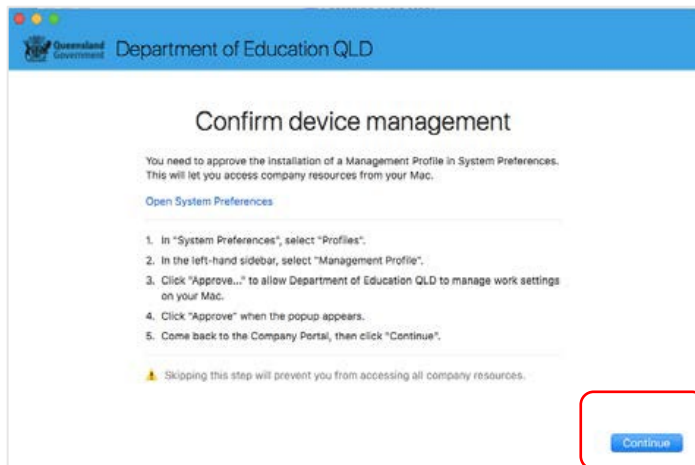 Queensland
Government
Department of Education QLD
Confirm device management
You need to approve the installation of a Management Profile in System Preferences.
This will let you access company resources from your Mac.
Open System Preferences
1. In "System Preferences", select "Profiles".
2. In the left-hand sidebar, select "Management Profile".
3. Click "Approve..." to allow Department of Education QLD to manage work settings
on your Mac.
4. Click "Approve" when the popup appears.
5. Come back to the Company Portal, then click "Continue".
Skipping this step will prevent you from accessing all company resources.
Continue